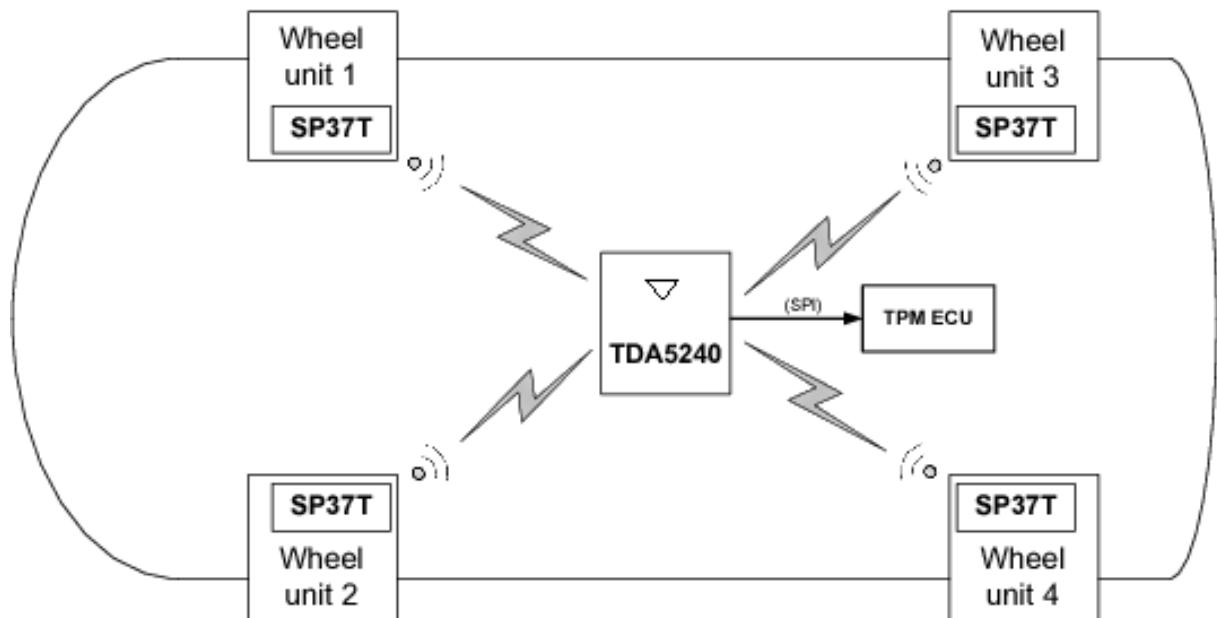 Wheel
unit 1
SP37T
Wheel
unit 3
SP37T
TDA5240
(SPI)
TPM ECU
SP37T
Wheel
unit 2
SP37T
Wheel
unit 4